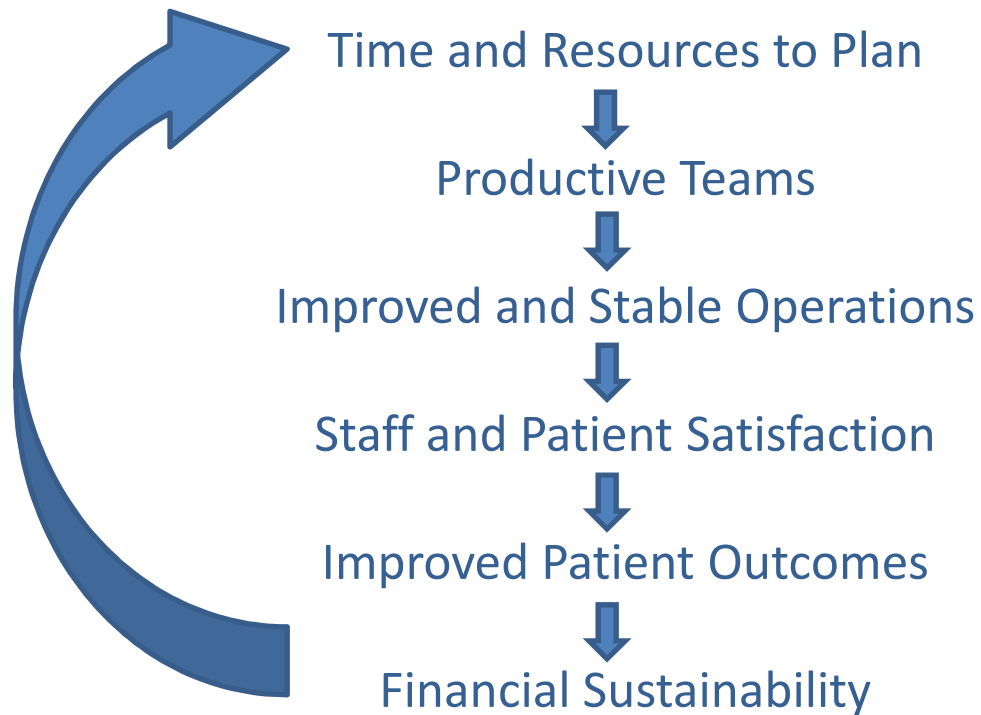 Time and Resources to Plan
Productive Teams
Improved and Stable Operations
Staff and Patient Satisfaction
Improved Patient Outcomes
Financial Sustainability